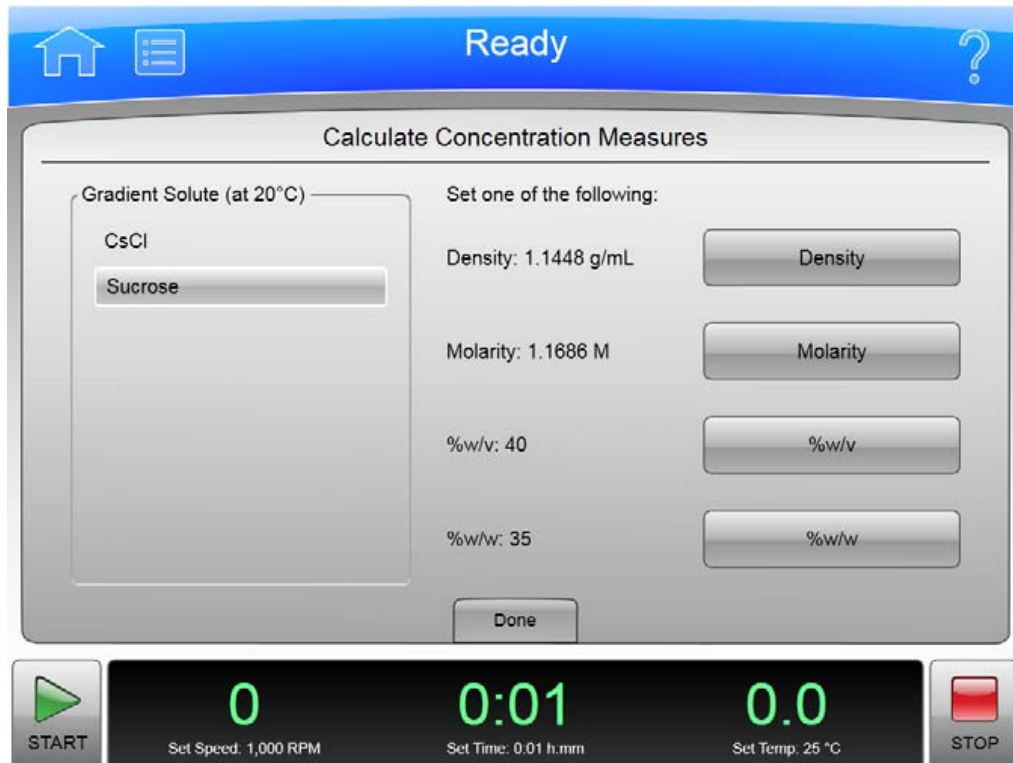 Ready
Calculate Concentration Measures
Gradient Solute (at 20°C)
CsCl
Sucrose
Set one of the following:
Density: 1.1448 g/mL
Density
Molarity: 1.1686 M
Molarity
%w/v: 40
%w/v
%w/w: 35
%w/w
Done
START
0
Set Speed: 1,000 RPM
0:01
Set Time: 0:01 h:mm
0.0
Set Temp: 25 °C
STOP